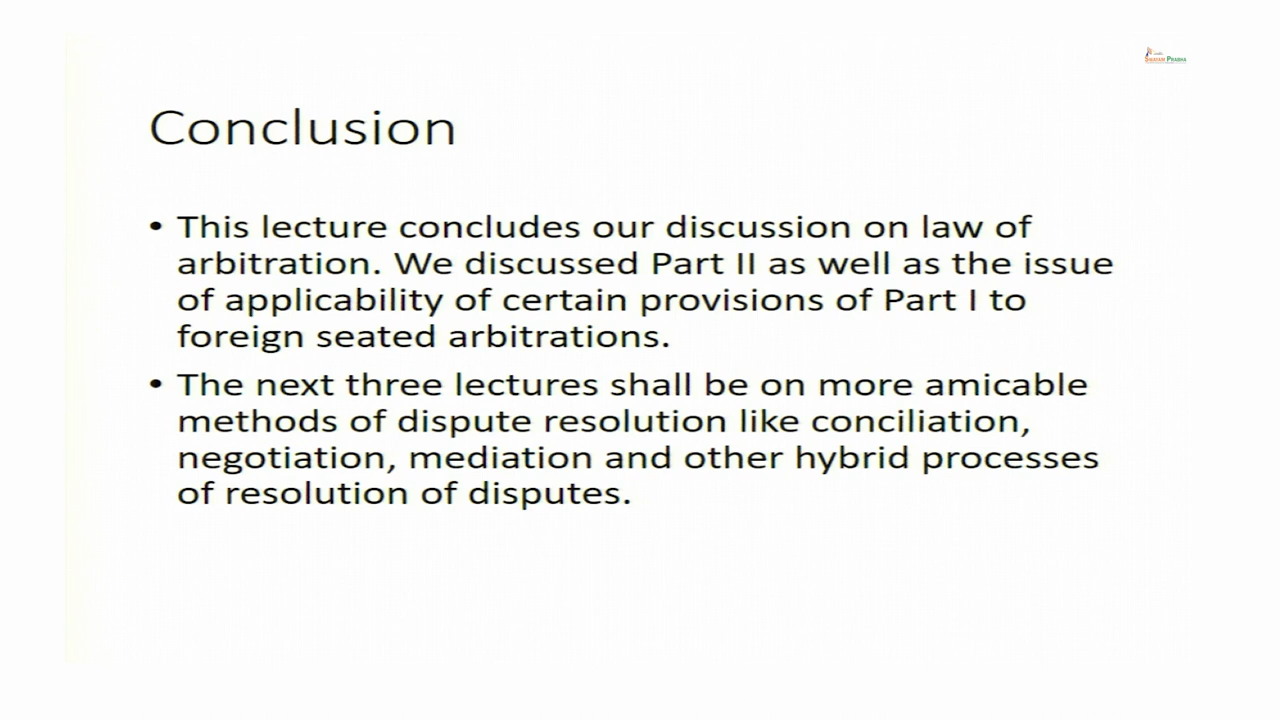 SWAYAM PRABHA
Conclusion
• This lecture concludes our discussion on law of
arbitration. We discussed Part II as well as the issue
of applicability of certain provisions of Part I to
foreign seated arbitrations.
• The next three lectures shall be on more amicable
methods of dispute resolution like conciliation,
negotiation, mediation and other hybrid processes
of resolution of disputes.